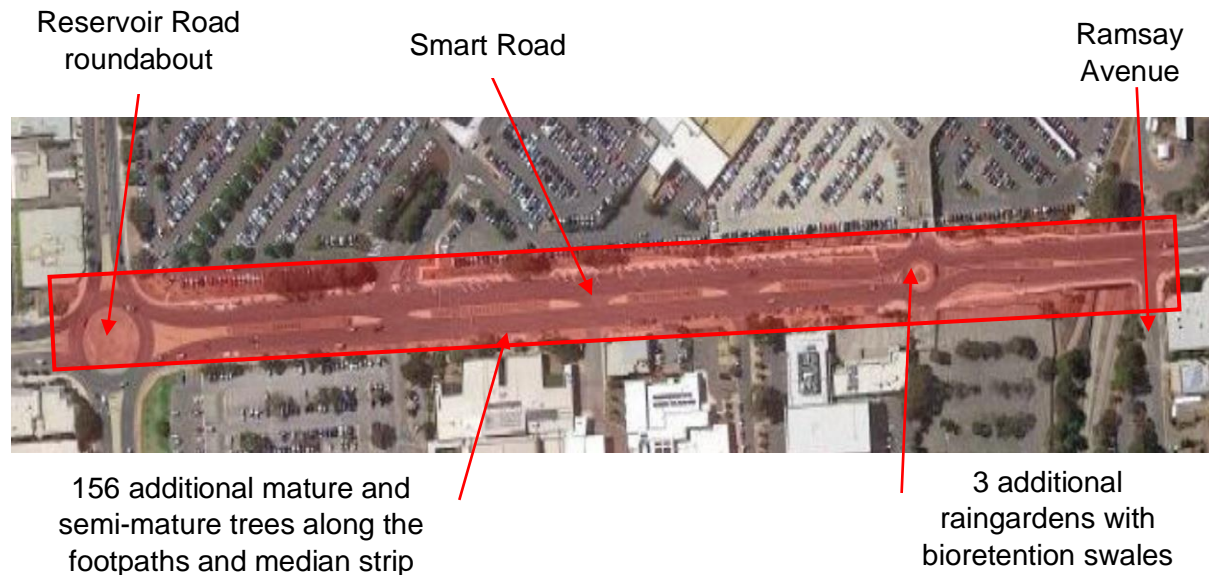 Reservoir Road
roundabout
Smart Road
Ramsay
Avenue
156 additional mature and
semi-mature trees along the
footpaths and median strip
3 additional
raingardens with
bioretention swales